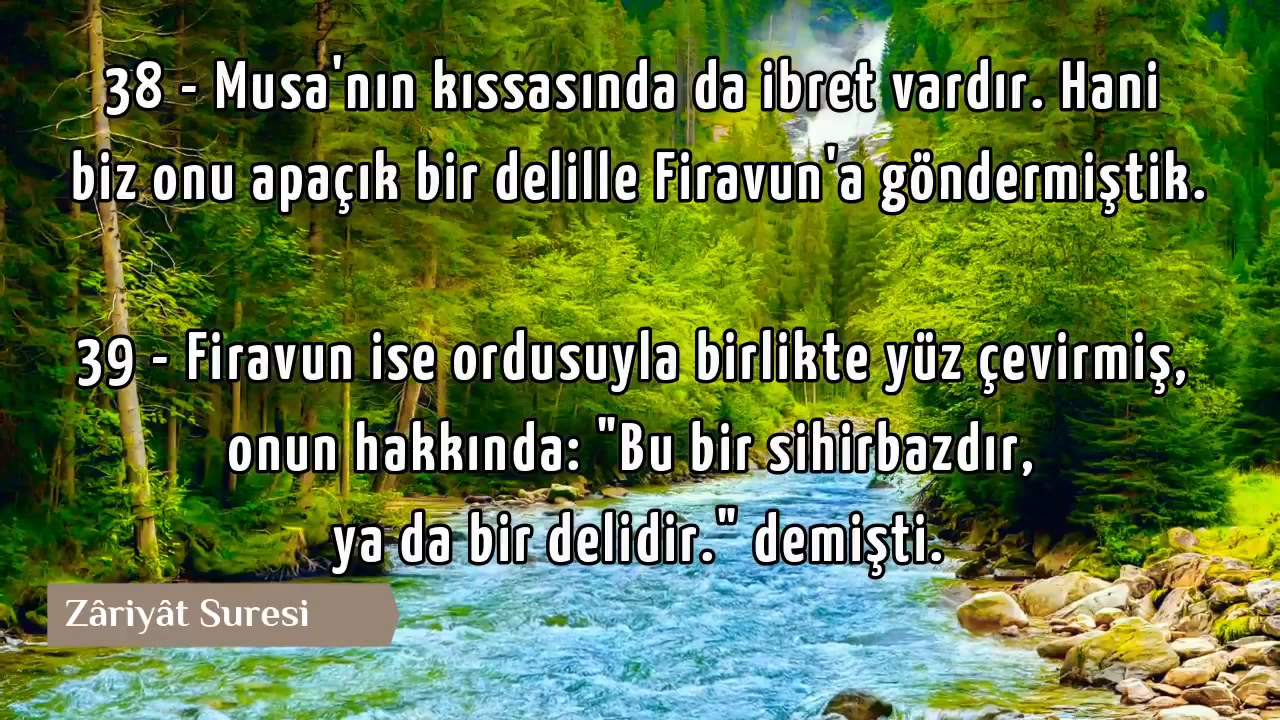 38 - Musa'nın kıssasında da ibret vardır. Hani
biz onu apaçık bir delille Firavun'a göndermiştik.
39 - Firavun ise ordusuyla birlikte yüz çevirmiş,
onun hakkında: "Bu bir sihirbazdır,
ya da bir delidir." demişti.
Zâriyât Suresi